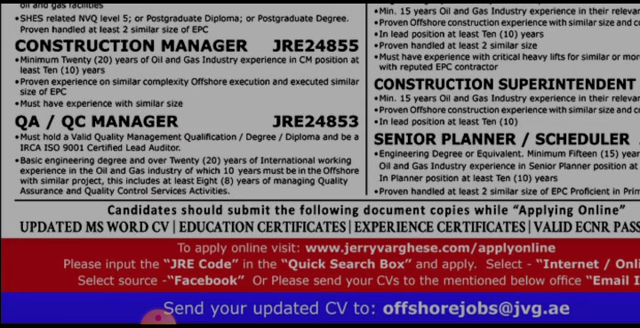 oil and gas facilities
•SHES related NVQ level 5; or Postgraduate Diploma; or Postgraduate Degree.
Proven handled at least 2 similar size of EPC
CONSTRUCTION MANAGER JRE24855
•Minimum Twenty (20) years of Oil and Gas Industry experience in CM position at
least Ten (10) years
•Proven experience on similar complexity Offshore execution and executed similar
size of EPC
•Must have experience with similar size
QA / QC MANAGER JRE24853
•Must hold a Valid Quality Management Qualification / Degree / Diploma and be a
IRCA ISO 9001 Certified Lead Auditor.
•Basic engineering degree and over Twenty (20) years of International working
experience in the Oil and Gas industry of which 10 years must be in the Offshore
with similar project, this includes at least Eight (8) years of managing Quality
Assurance and Quality Control Services Activities.
•Min. 15 years Oil and Gas Industry experience in their relevan
•Proven Offshore construction experience with similar size and co
•In lead position at least Ten (10) years
•Proven handled at least 2 similar size
•Must have experience with critical heavy lifts for similar or mor
with reputed EPC contractor
CONSTRUCTION SUPERINTENDENT
•Min. 15 years Oil and Gas Industry experience in their relevan
•Proven Offshore construction experience with similar size and c
•In lead position at least Ten (10)
SENIOR PLANNER / SCHEDULER
•Engineering Degree or Equivalent. Minimum Fifteen (15) year
Oil and Gas Industry experience in Senior Planner position at
In Planner position at least Ten (10) years
•Proven handled at least 2 similar size of EPC Proficient in Prim
Candidates should submit the following document copies while "Applying Online"
UPDATED MS WORD CV | EDUCATION CERTIFICATES | EXPERIENCE CERTIFICATES | VALID ECNR PASS
To apply online visit: www.jerryvarghese.com/applyonline
Please input the "JRE Code" in the "Quick Search Box" and apply. Select - "Internet / Onli
Select source -"Facebook" Or Please send your CVs to the mentioned below office "Email I
Send your updated CV to: offshorejobs@jvg.ae